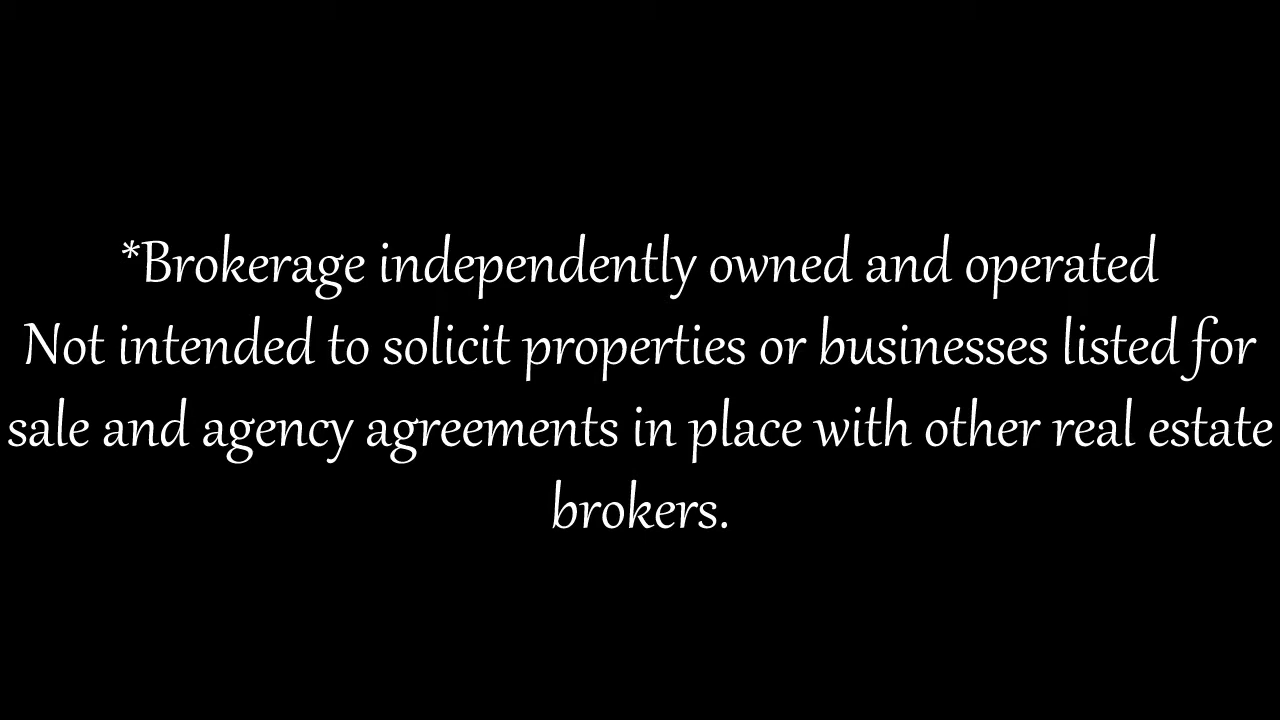 *Brokerage independently owned and operated
Not intended to solicit properties or businesses listed for
sale and agency agreements in place with other real estate
brokers.